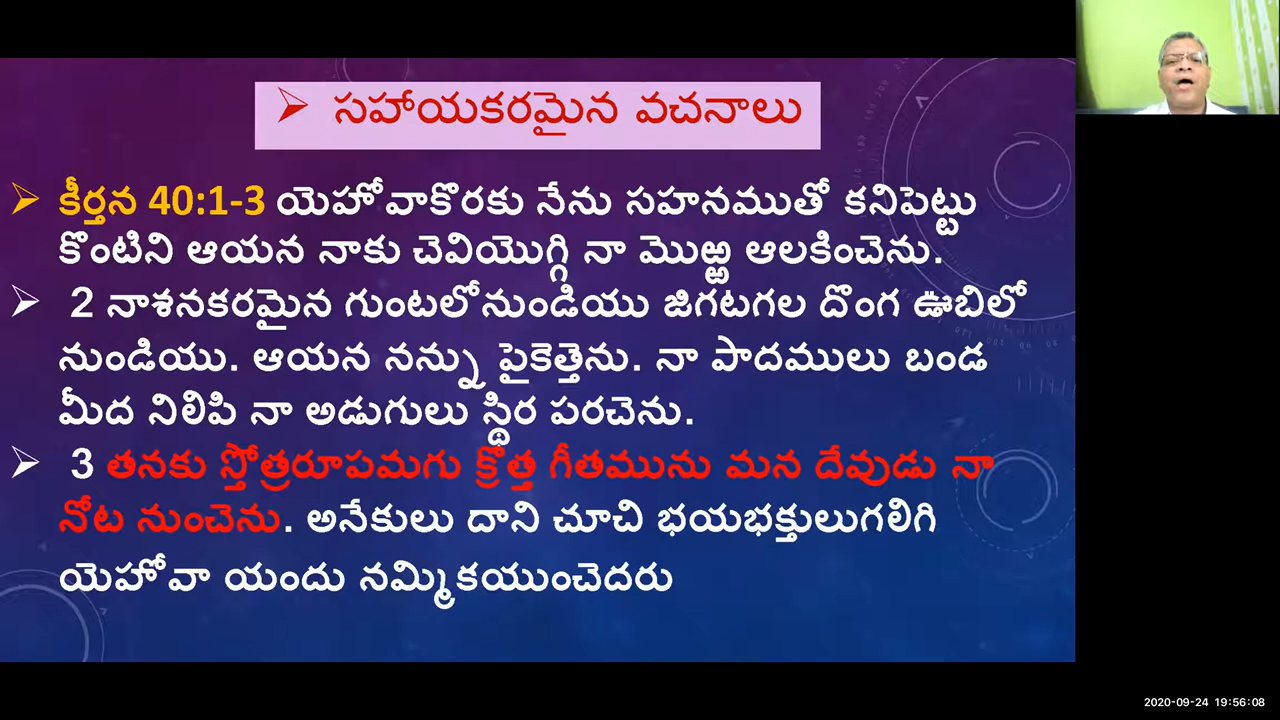 ➢ సహాయకరమైన వచనాలు
➢ కీర్తన 40:1-3 యెహోవాకొరకు నేను సహనముతో కనిపెట్టు
కొంటిని ఆయన నాకు చెవియొగ్గి నా మొఱ్ఱ ఆలకించెను.
➢ 2 నాశనకరమైన గుంటలోనుండియు జిగటగల దొంగ ఊబిలో
నుండియు. ఆయన నన్ను పైకెత్తెను. నా పాదములు బండ
మీద నిలిపి నా అడుగులు స్థిర పరచెను.
➢ 3 తనకు స్తోత్రరూపమగు క్రొత్త గీతమును మన దేవుడు నా
నోట నుంచెను. అనేకులు దాని చూచి భయభక్తులుగలిగి
యెహోవా యందు నమ్మికయుంచెదరు
2020-09-24 19:56:08